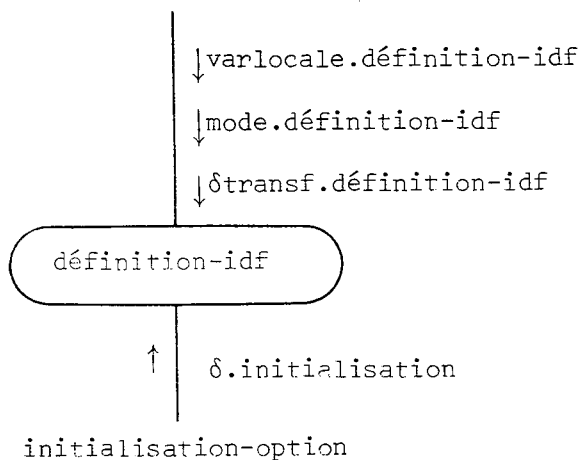 ↓varlocale.définition-idf
↓mode.définition-idf
↓δtransf.définition-idf
définition-idf
↑ δ.initialisation
initialisation-option